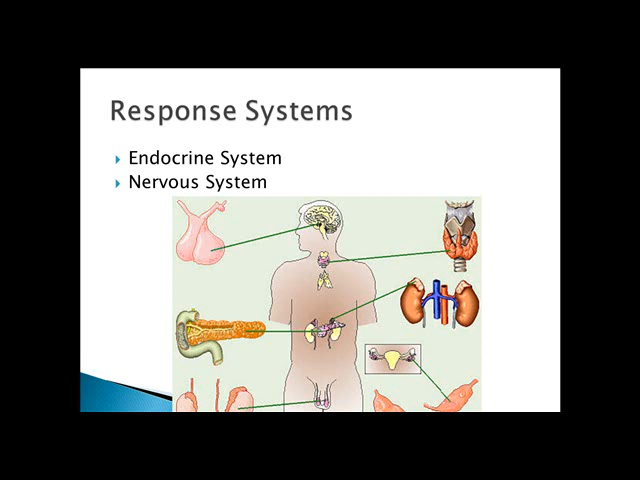 Response Systems
Endocrine System
Nervous System